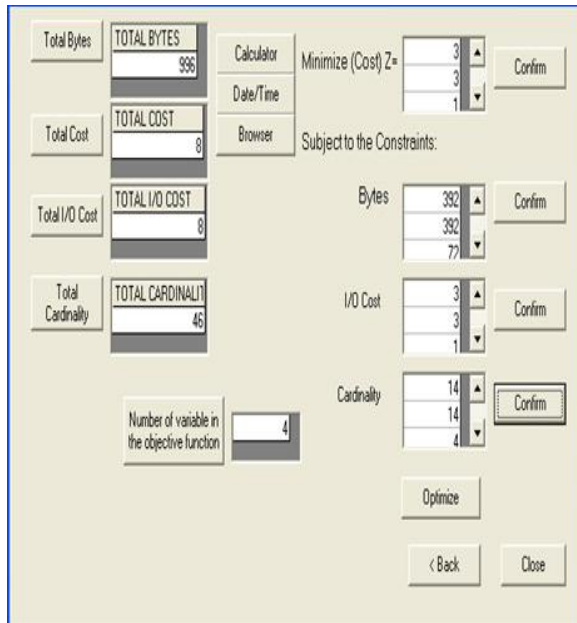 Total Bytes
TOTAL BYTES
996
Total Cost
TOTAL COST
8
Total I/O Cost
TOTAL I/O COST
8
Total
Cardinality
TOTAL CARDINALIT
46
Number of variable in
the objective function
4
Calculator
Date/Time
Browser
Minimize (Cost) Z=
3
3
1
Confirm
Subject to the Constraints:
Bytes
392
392
72
Confirm
I/O Cost
3
3
1
Confirm
Cardinality
14
14
4
Confirm
Optimize
< Back
Close